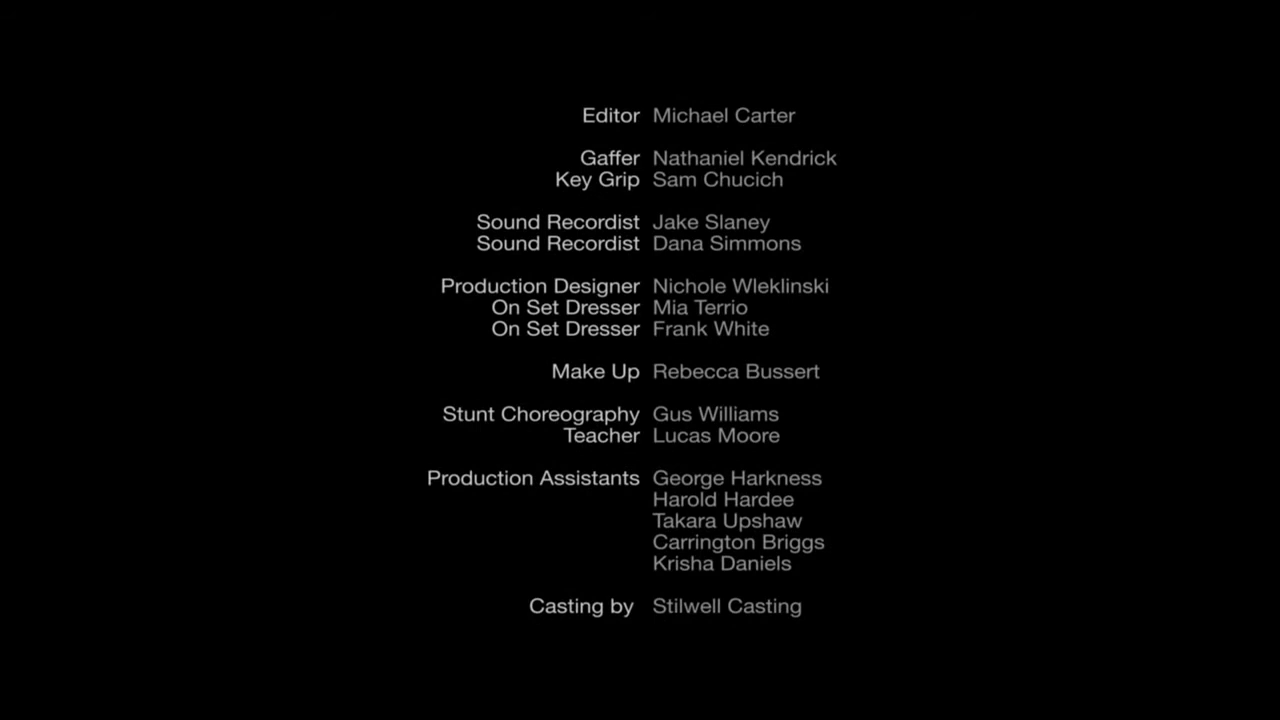 Editor Michael Carter
Gaffer Nathaniel Kendrick
Key Grip Sam Chucich
Sound Recordist Jake Slaney
Sound Recordist Dana Simmons
Production Designer Nichole Wleklinski
On Set Dresser Mia Terrio
On Set Dresser Frank White
Make Up Rebecca Bussert
Stunt Choreography Gus Williams
Teacher Lucas Moore
Production Assistants George Harkness
Harold Hardee
Takara Upshaw
Carrington Briggs
Krisha Daniels
Casting by Stilwell Casting